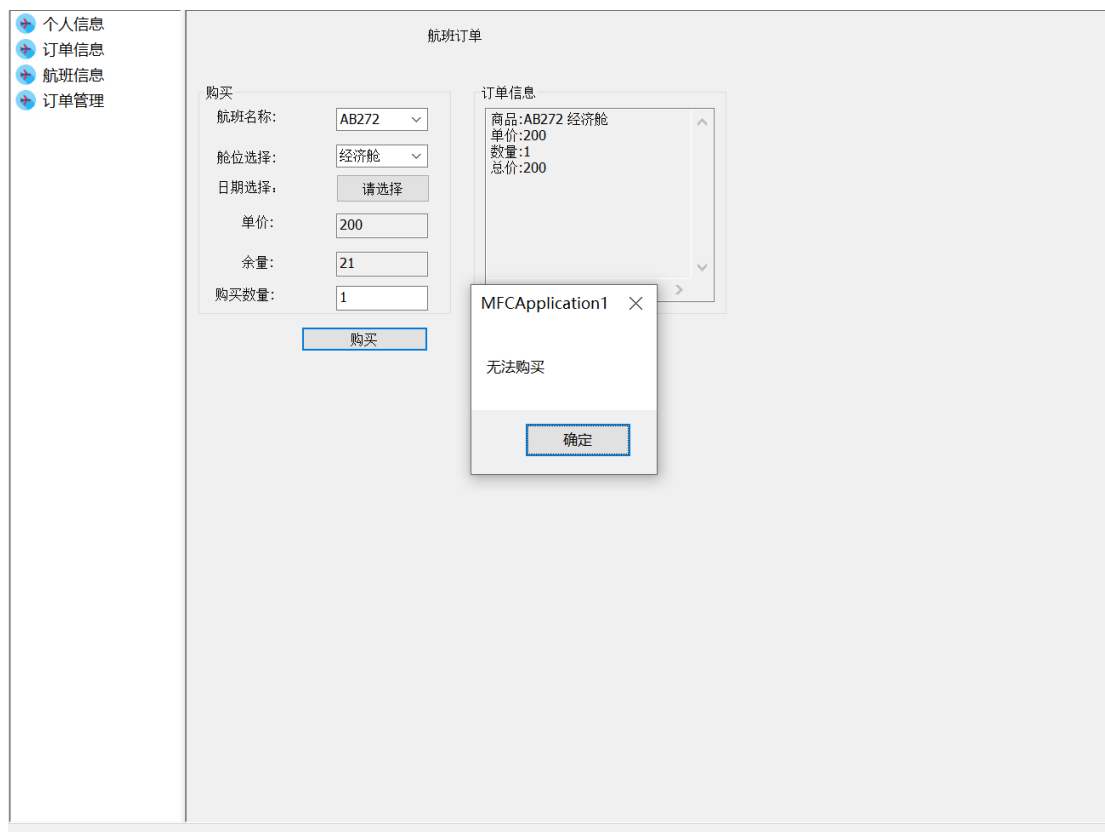 个人信息
订单信息
航班信息
订单管理
航班订单
购买
航班名称:
AB272
舱位选择:
经济舱
日期选择:
请选择
单价:
200
余量:
21
购买数量:
1
购买
订单信息
商品:AB272 经济舱
单价:200
数量:1
总价:200
MFCApplication1
无法购买
确定